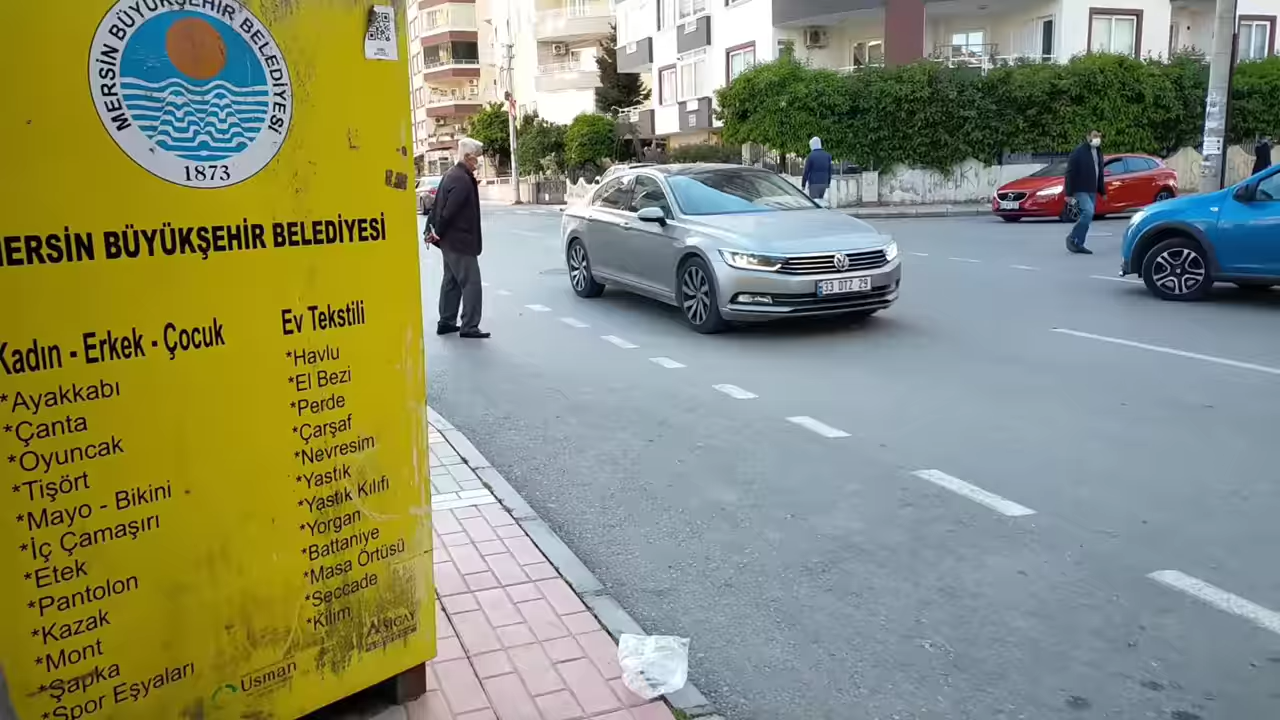 MERSİN BÜYÜKŞEHİR BELEDİYESİ
1873
MERSİN BÜYÜKŞEHİR BELEDİYESİ
Kadın - Erkek - Çocuk
*Ayakkabı
*Çanta
*Oyuncak
*Tişört
*Mayo - Bikini
*İç Çamaşırı
*Etek
*Pantolon
*Kazak
*Mont
*Şapka
*Spor Eşyaları
Ev Tekstili
*Havlu
*El Bezi
*Perde
*Çarşaf
*Nevresim
*Yastık
*Yastık Kılıfı
*Yorgan
*Battaniye
*Masa Örtüsü
*Seccade
*Kilim
Üsman
33 DTZ 29